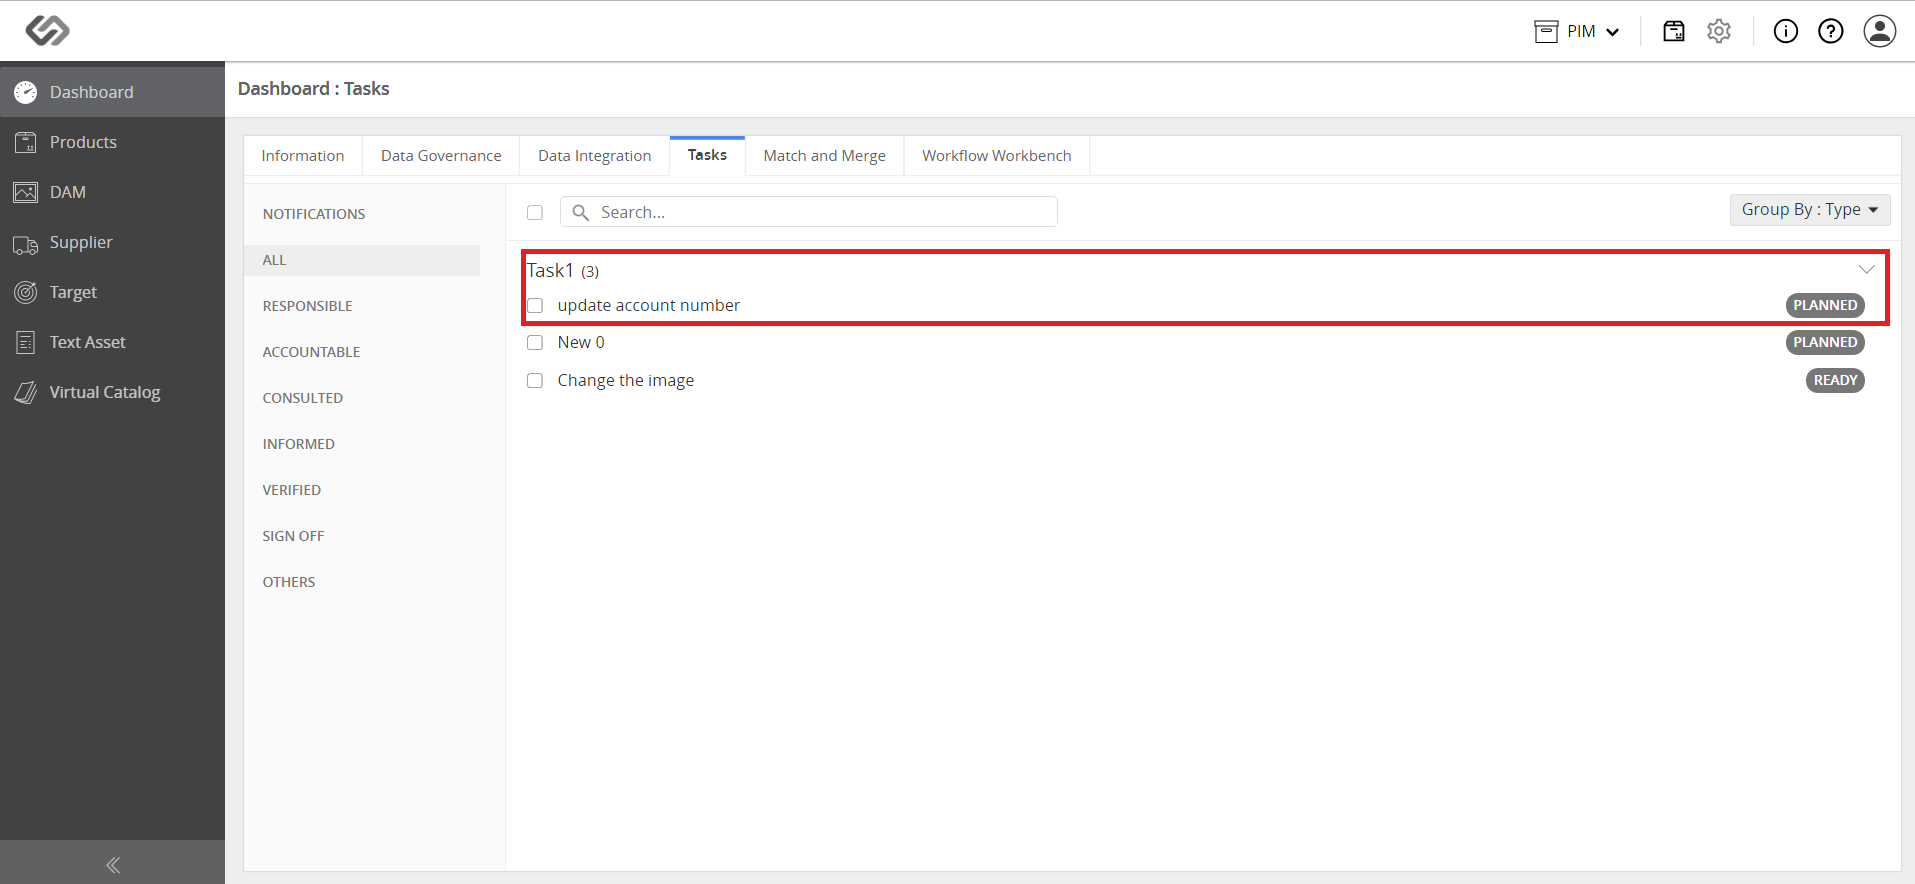 PIM
Dashboard
Products
DAM
Supplier
Target
Text Asset
Virtual Catalog
Dashboard : Tasks
Information
Data Governance
Data Integration
Tasks
Match and Merge
Workflow Workbench
NOTIFICATIONS
ALL
RESPONSIBLE
ACCOUNTABLE
CONSULTED
INFORMED
VERIFIED
SIGN OFF
OTHERS
Search...
Group By : Type
Task1 (3)
update account number PLANNED
New 0 PLANNED
Change the image READY